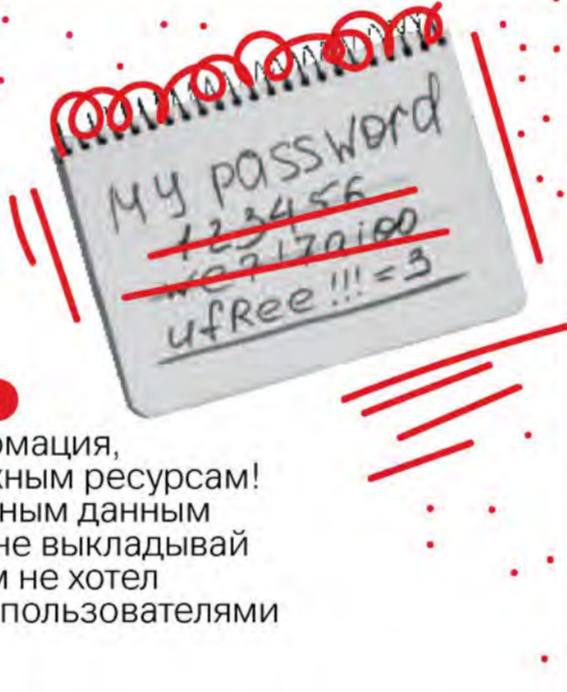 My password
123456
ufRee!!!=3
омация,
жным ресурсам!
ным данным
не выкладывай
м не хотел
пользователями